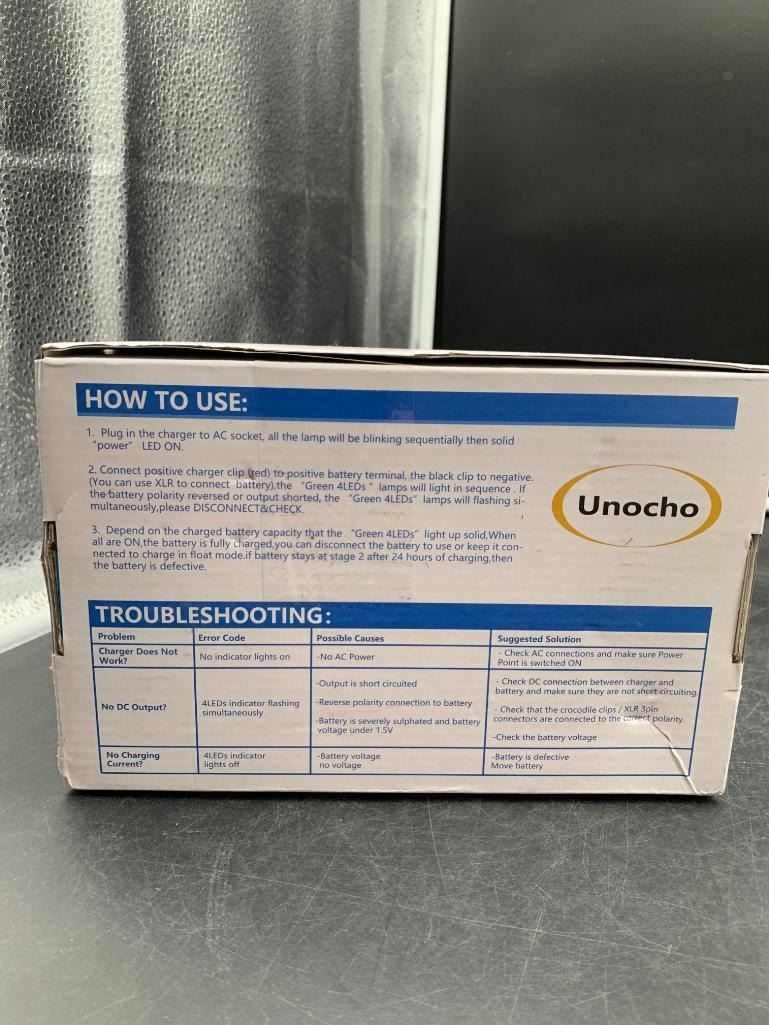 HOW TO USE:
1. Plug in the charger to AC socket, all the lamp will be blinking sequentially then solid
"power" LED ON.
2. Connect positive charger clip (red) to positive battery terminal, the black clip to negative.
(You can use XLR to connect battery),the "Green 4LEDs" lamps will light in sequence . If
the battery polarity reversed or output shorted, the "Green 4LEDs" lamps will flashing si-
multaneously,please DISCONNECT&CHECK.
3. Depend on the charged battery capacity that the "Green 4LEDs" light up solid,When
all are ON,the battery is fully charged,you can disconnect the battery to use or keep it con-
nected to charge in float mode.if battery stays at stage 2 after 24 hours of charging,then
the battery is defective.
Unocho
TROUBLESHOOTING:
Problem Error Code Possible Causes Suggested Solution
Charger Does Not
Work?
No indicator lights on
-No AC Power
- Check AC connections and make sure Power
Point is switched ON
No DC Output?
4LEDs indicator flashing
simultaneously
-Output is short circuited
-Reverse polarity connection to battery
-Battery is severely sulphated and battery
voltage under 1.5V
- Check DC connection between charger and
battery and make sure they are not short circuiting.
- Check that the crocodile clips / XLR 3pin
connectors are connected to the correct polarity.
-Check the battery voltage
No Charging
Current?
4LEDs indicator
lights off
-Battery voltage
no voltage
-Battery is defective
Move battery